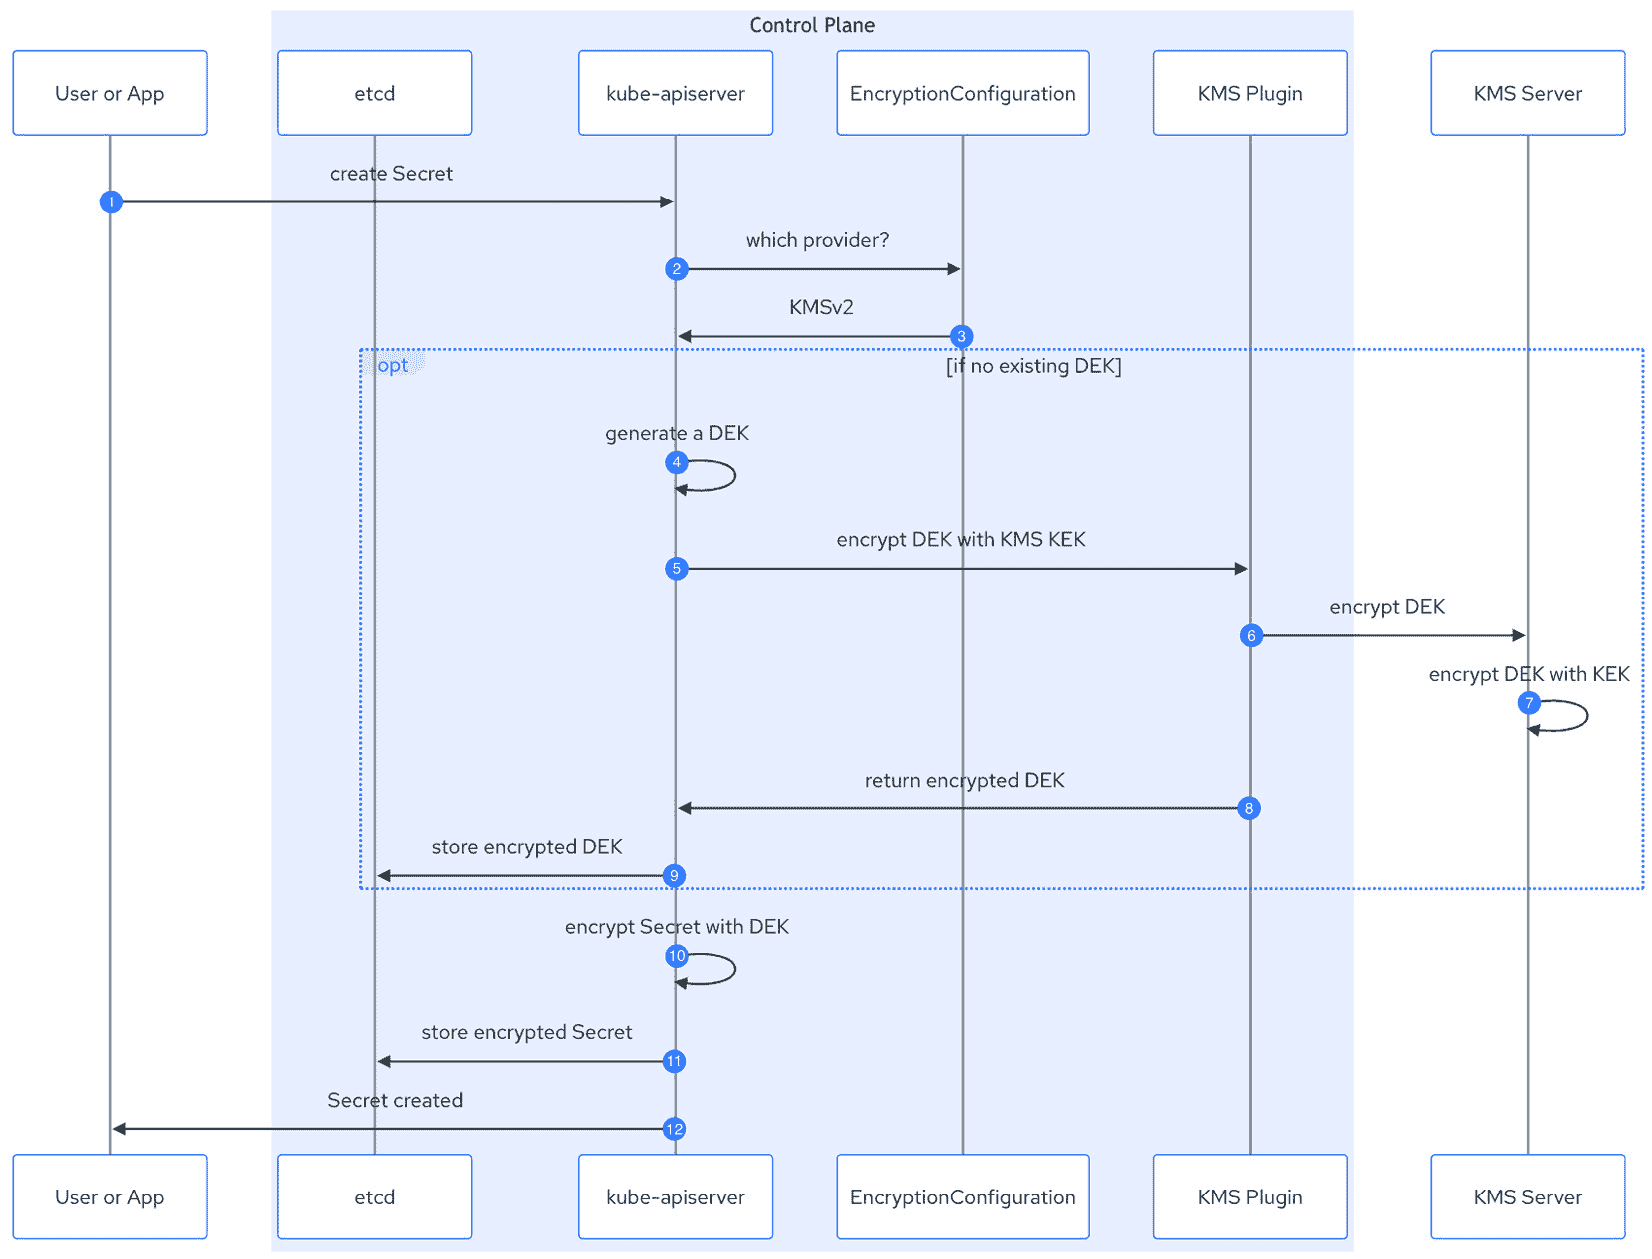 Control Plane
User or App
etcd
kube-apiserver
EncryptionConfiguration
KMS Plugin
KMS Server
create Secret
1
which provider?
2
KMSv2
3
opt
[if no existing DEK]
generate a DEK
4
encrypt DEK with KMS KEK
5
encrypt DEK
6
encrypt DEK with KEK
7
return encrypted DEK
8
store encrypted DEK
9
encrypt Secret with DEK
10
store encrypted Secret
11
Secret created
12
User or App
etcd
kube-apiserver
EncryptionConfiguration
KMS Plugin
KMS Server